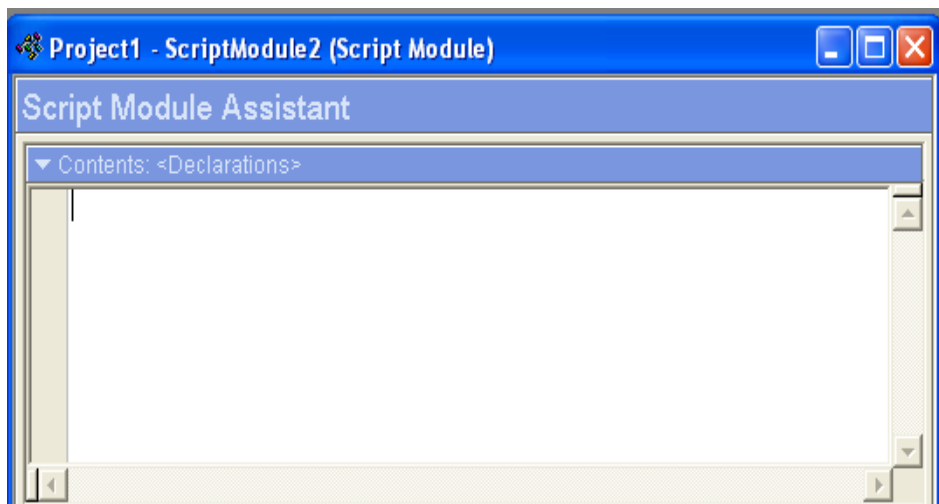 Project1 - ScriptModule2 (Script Module)
Script Module Assistant
Contents: <Declarations>